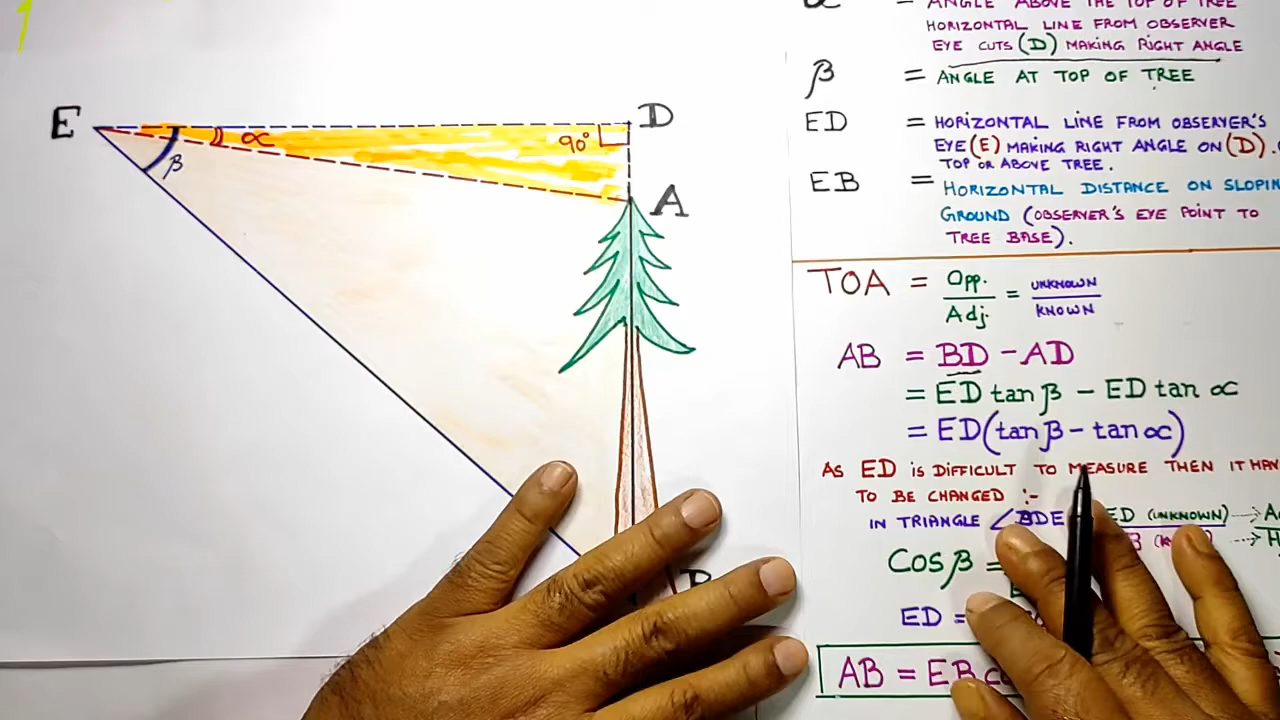 E
D
α
90°
β
A
B
= ANGLE ABOVE THE TOP OF TREE
HORIZONTAL LINE FROM OBSERVER
EYE CUTS (D) MAKING RIGHT ANGLE
β = ANGLE AT TOP OF TREE
ED = HORIZONTAL LINE FROM OBSERVER'S
EYE (E) MAKING RIGHT ANGLE ON (D).
TOP OR ABOVE TREE.
EB = HORIZONTAL DISTANCE ON SLOPIN
GROUND (OBSERVER'S EYE POINT TO
TREE BASE).
TOA = Opp. / Adj. = UNKNOWN / KNOWN
AB = BD - AD
= ED tan β - ED tan α
= ED (tan β - tan α)
AS ED IS DIFFICULT TO MEASURE THEN IT HAV
TO BE CHANGED :-
IN TRIANGLE ∠BDE ED (UNKNOWN)
Cos β =
ED =
AB = EB